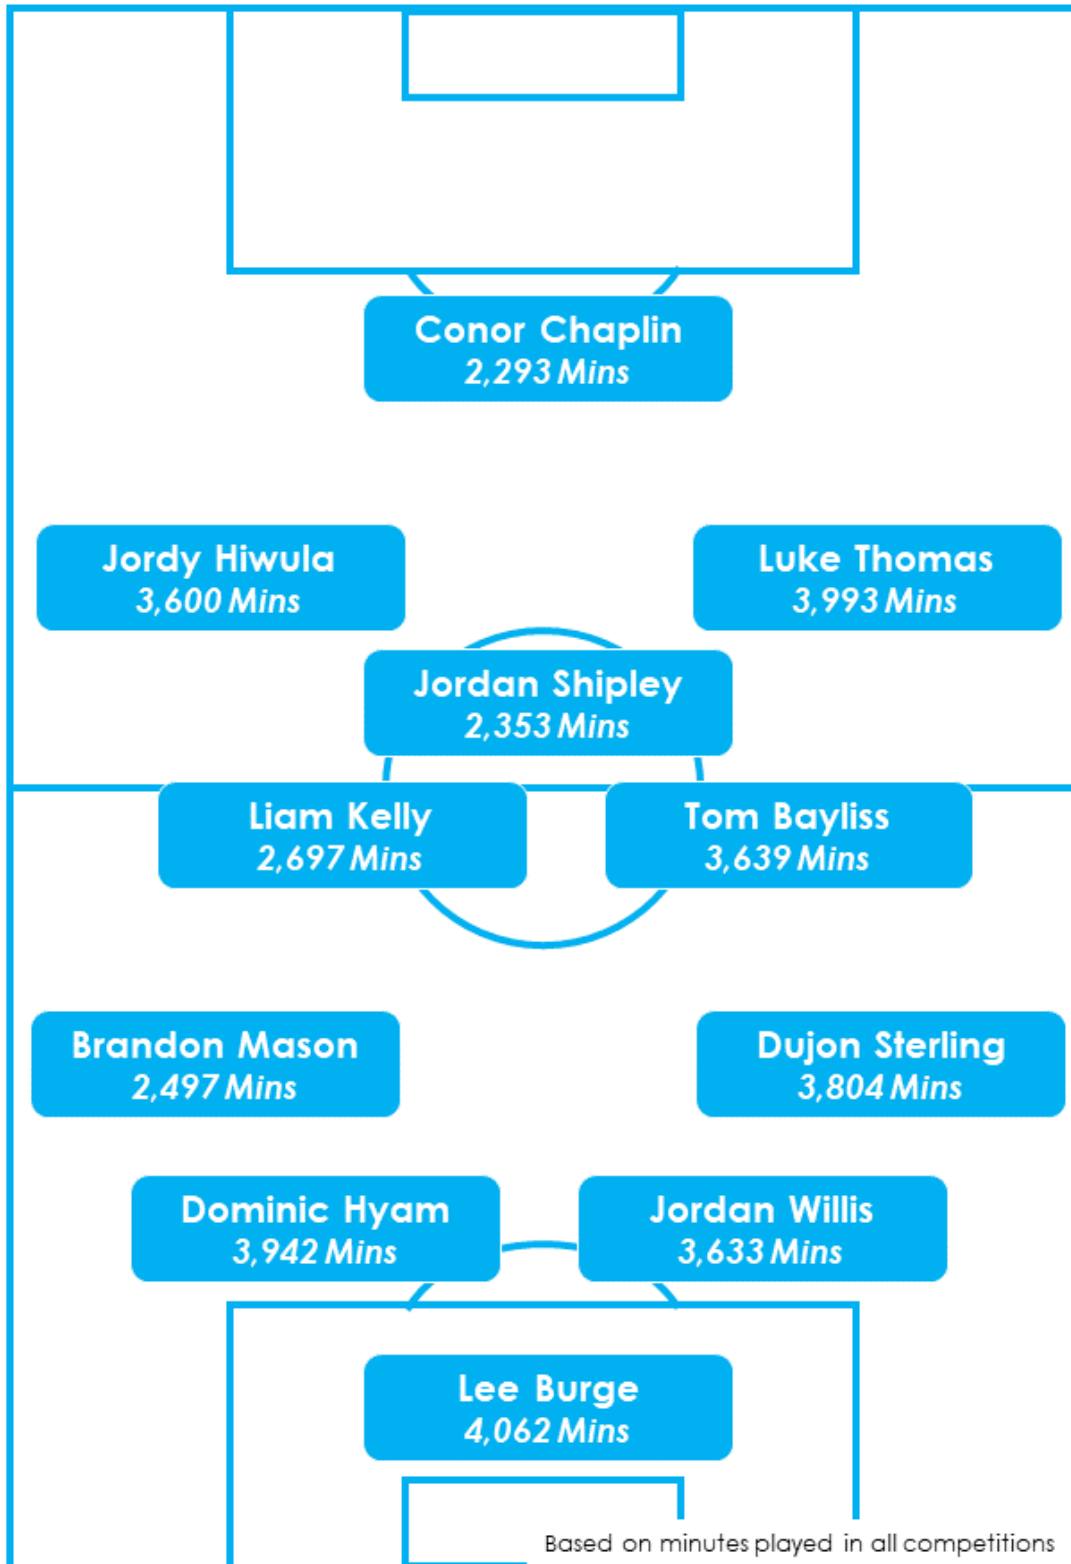 Conor Chaplin
2,293 Mins
Jordy Hiwula
3,600 Mins
Luke Thomas
3,993 Mins
Jordan Shipley
2,353 Mins
Liam Kelly
2,697 Mins
Tom Bayliss
3,639 Mins
Brandon Mason
2,497 Mins
Dujon Sterling
3,804 Mins
Dominic Hyam
3,942 Mins
Jordan Willis
3,633 Mins
Lee Burge
4,062 Mins
Based on minutes played in all competitions